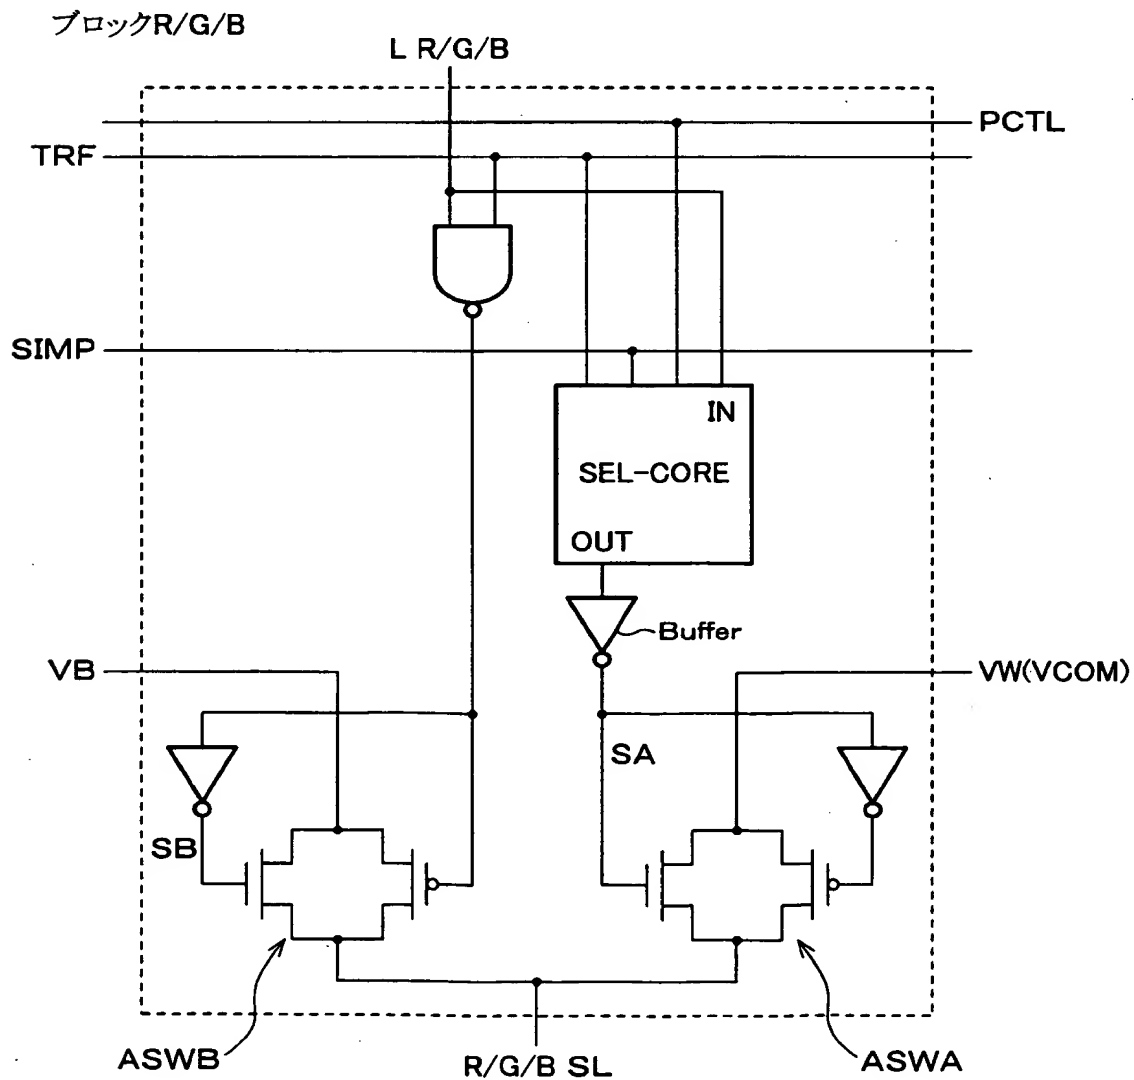 ブロックR/G/B
L R/G/B
PCTL
TRF
SIMP
IN
SEL-CORE
OUT
Buffer
VB
VW(VCOM)
SA
SB
ASWB
R/G/B SL
ASWA